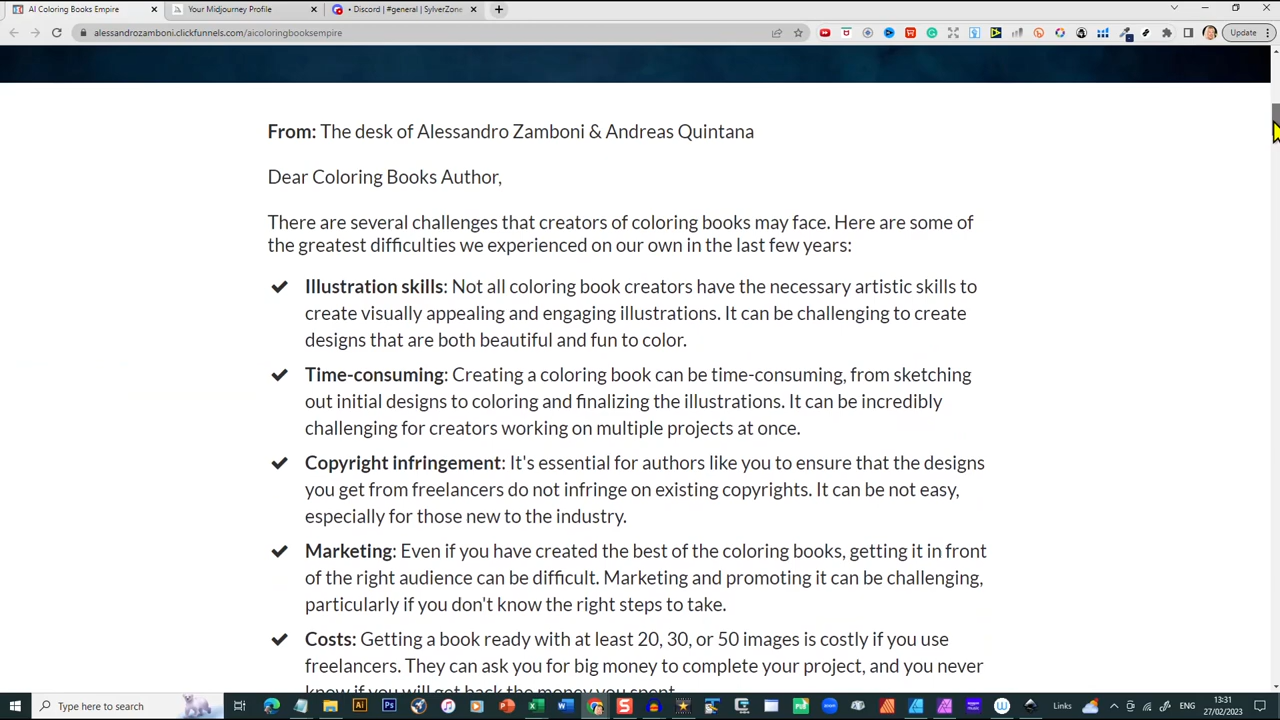 AI Coloring Books Empire
Your Midjourney Profile
• Discord | #general | SylverZone
alessandrozamboni.clickfunnels.com/aicoloringbooksempire
Update
From: The desk of Alessandro Zamboni & Andreas Quintana
Dear Coloring Books Author,
There are several challenges that creators of coloring books may face. Here are some of
the greatest difficulties we experienced on our own in the last few years:
Illustration skills: Not all coloring book creators have the necessary artistic skills to
create visually appealing and engaging illustrations. It can be challenging to create
designs that are both beautiful and fun to color.
Time-consuming: Creating a coloring book can be time-consuming, from sketching
out initial designs to coloring and finalizing the illustrations. It can be incredibly
challenging for creators working on multiple projects at once.
Copyright infringement: It's essential for authors like you to ensure that the designs
you get from freelancers do not infringe on existing copyrights. It can be not easy,
especially for those new to the industry.
Marketing: Even if you have created the best of the coloring books, getting it in front
of the right audience can be difficult. Marketing and promoting it can be challenging,
particularly if you don't know the right steps to take.
Costs: Getting a book ready with at least 20, 30, or 50 images is costly if you use
freelancers. They can ask you for big money to complete your project, and you never
know if you will get back the money you spent.
Type here to search
Links
ENG
13:31
27/02/2023